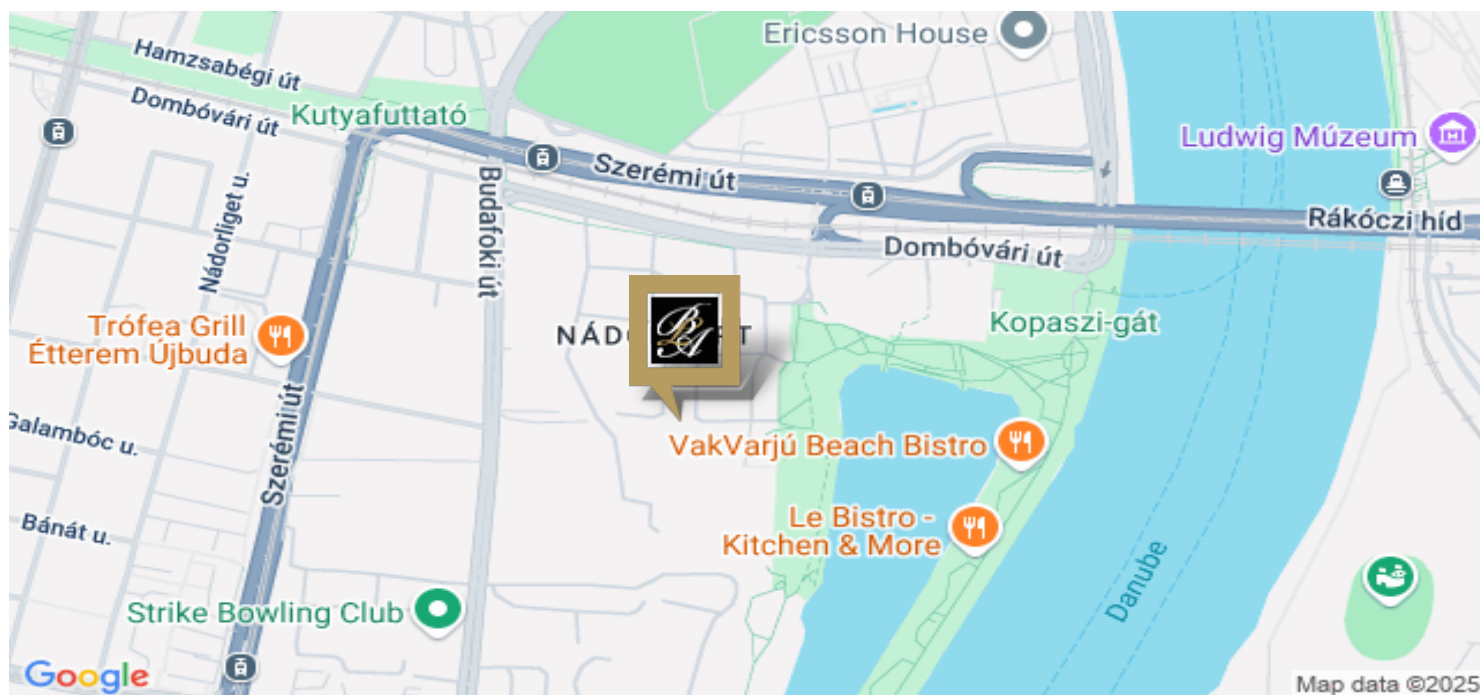 Ericsson House
Hamzsabégi út
Dombóvári út
Kutyafuttató
Ludwig Múzeum
Szerémi út
Nádorliget u.
Budafoki út
Rákóczi híd
Dombóvári út
Trófea Grill
Étterem Újbuda
Kopaszi-gát
BLA
Szerémi út
Galambóc u.
VakVarjú Beach Bistro
Le Bistro -
Kitchen & More
Bánát u.
Danube
Strike Bowling Club
Google
Map data ©2025